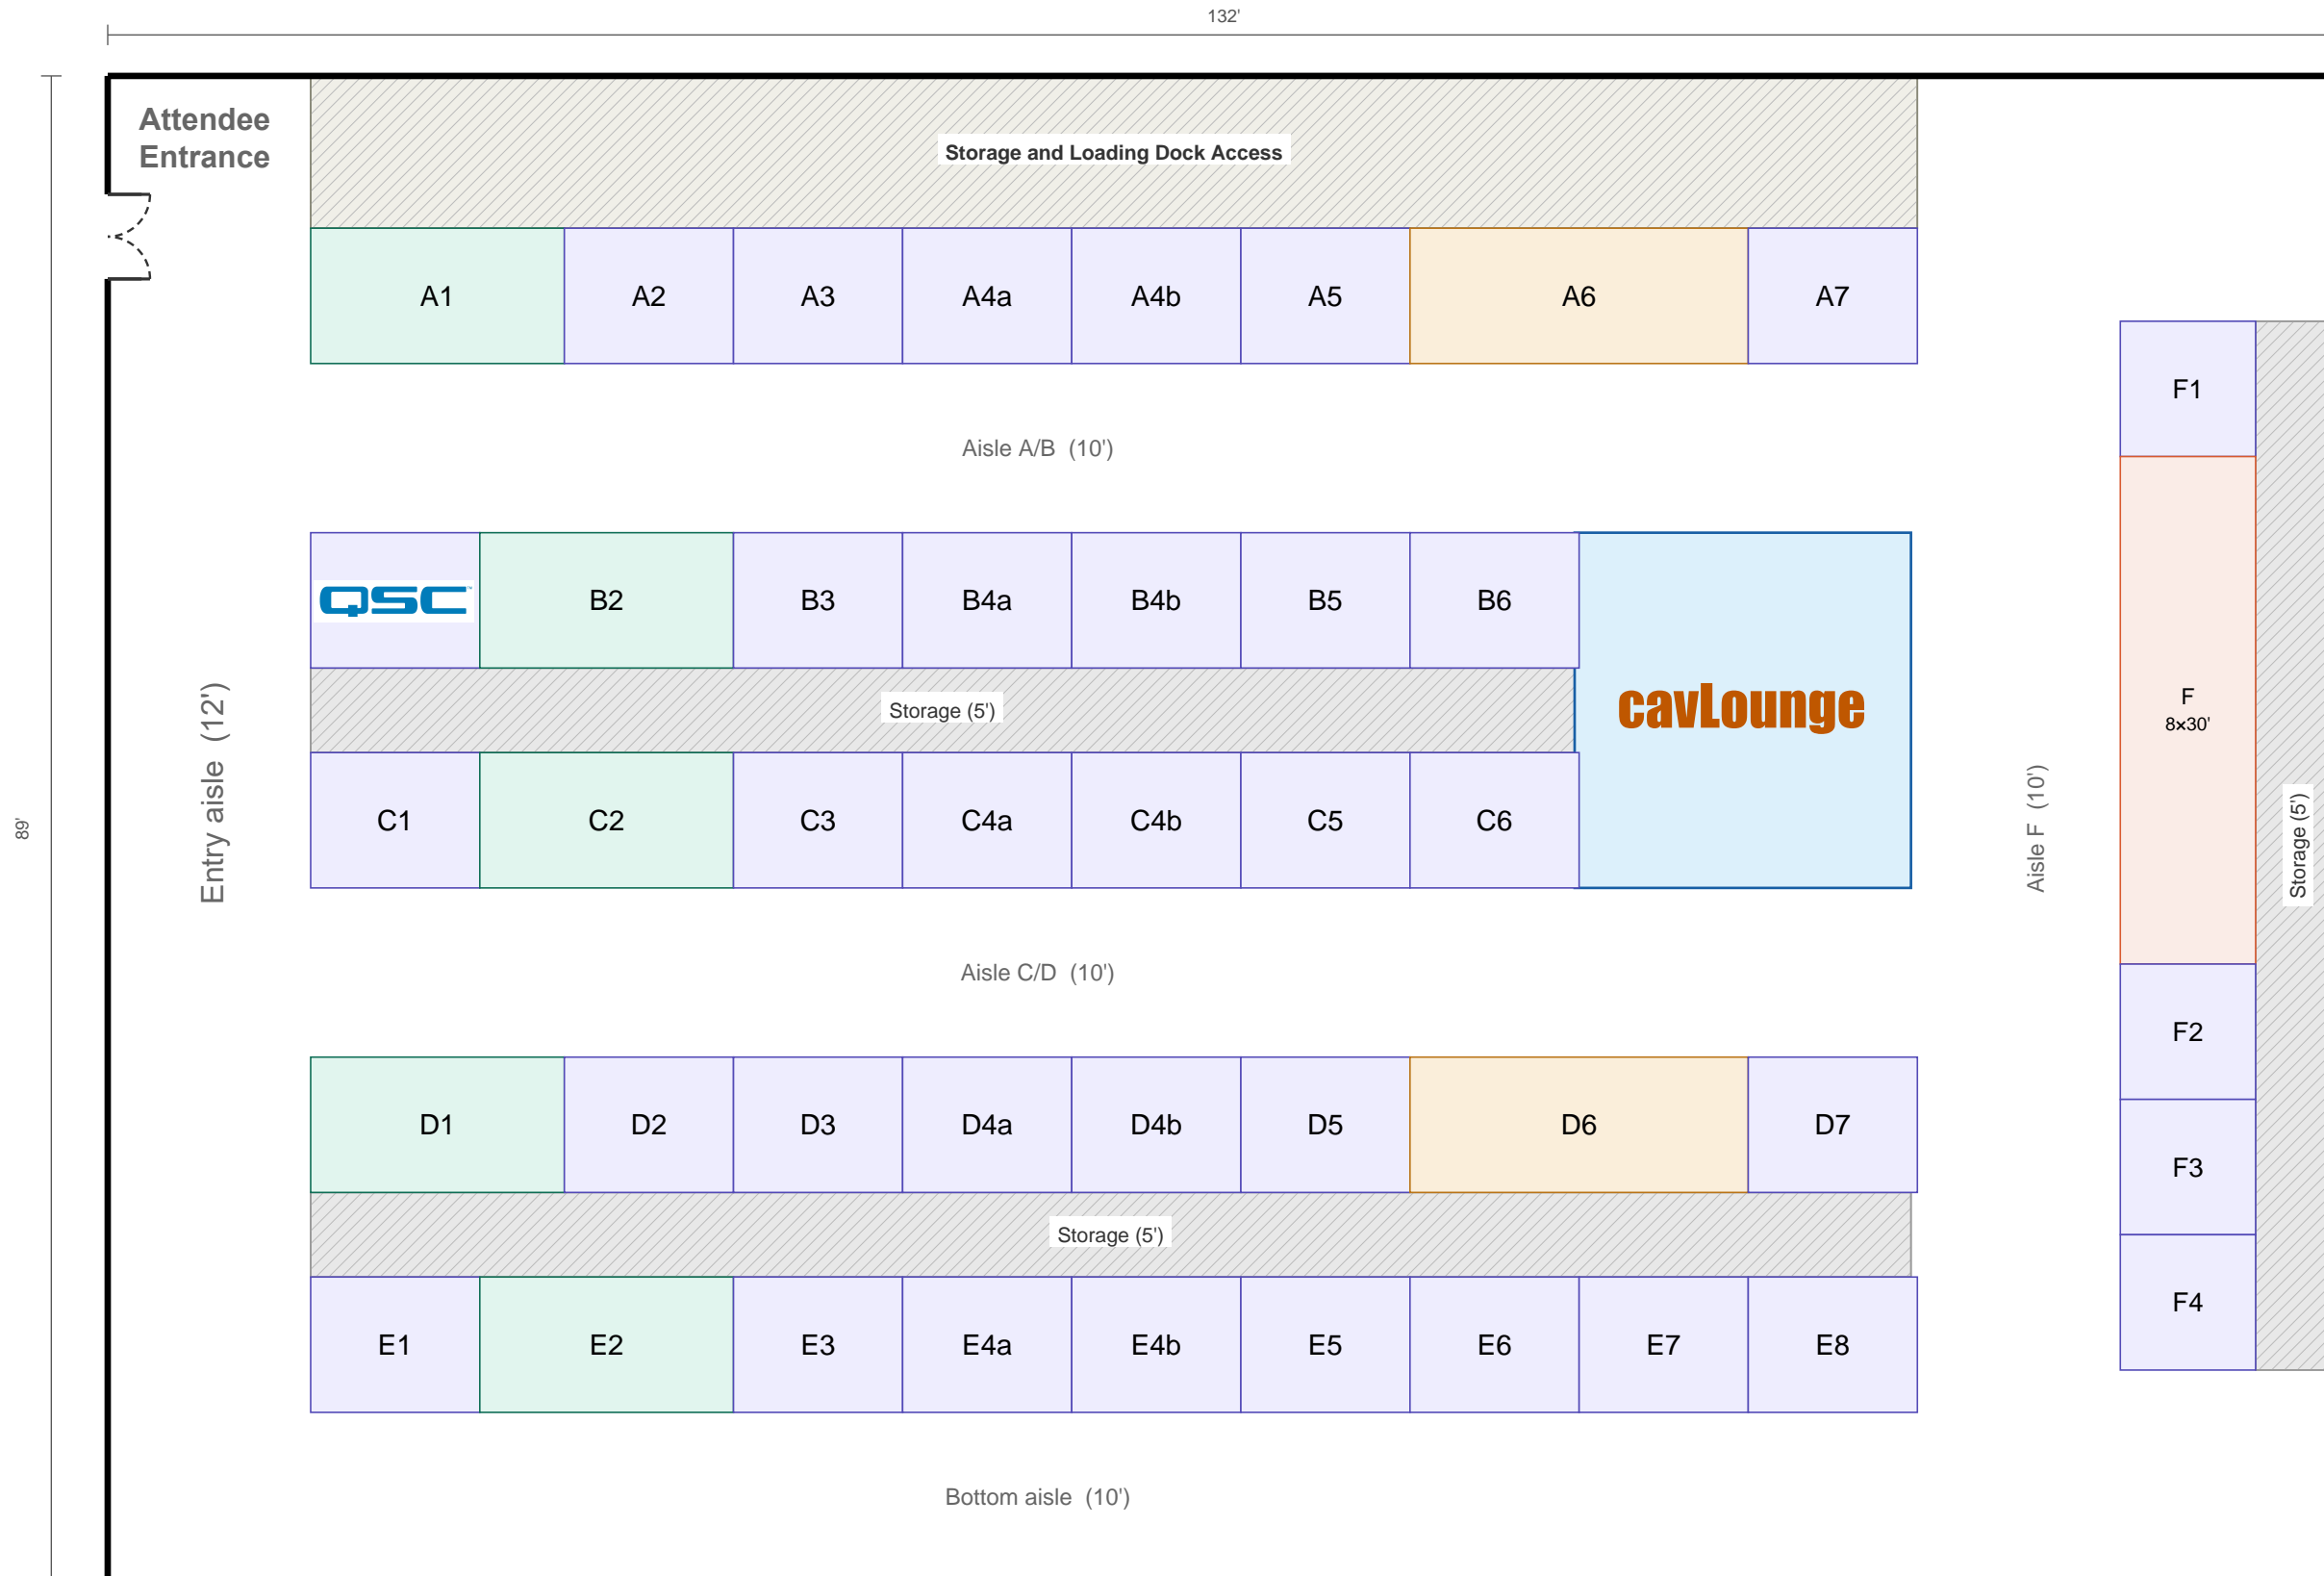 132'
Attendee
Entrance
Storage and Loading Dock Access
A1 A2 A3 A4a A4b A5 A6 A7
F1
Aisle A/B (10')
QSC B2 B3 B4a B4b B5 B6
F
8×30'
Storage (5')
cavLounge
Entry aisle (12')
89'
C1 C2 C3 C4a C4b C5 C6
Aisle F (10')
Storage (5')
Aisle C/D (10')
F2
D1 D2 D3 D4a D4b D5 D6 D7
F3
Storage (5')
F4
E1 E2 E3 E4a E4b E5 E6 E7 E8
Bottom aisle (10')